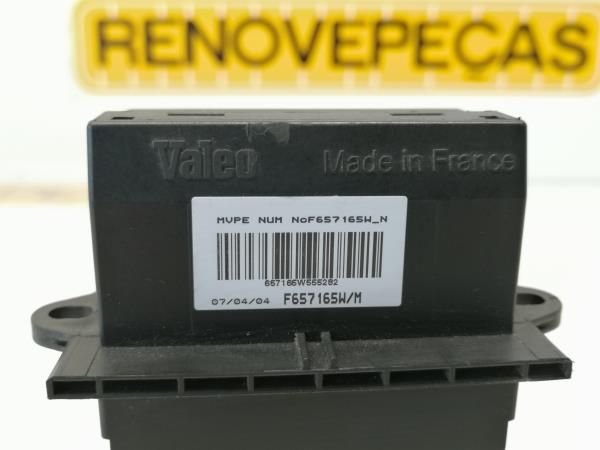 RENOVEPEÇAS
Valeo Made in France
MVPE NUM NoF657165W_N
657165W555282
07/04/04 F657165W/M